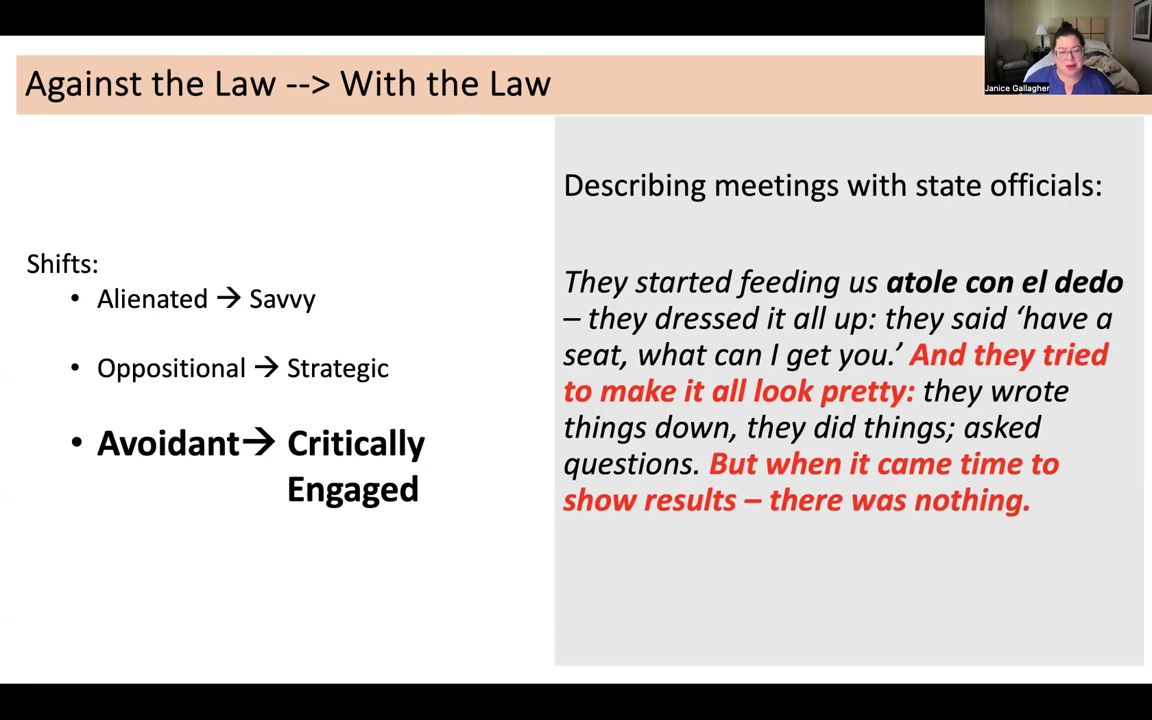 Against the Law --> With the Law
Janice Gallagher
Shifts:
• Alienated → Savvy
• Oppositional → Strategic
• Avoidant→ Critically
Engaged
Describing meetings with state officials:
They started feeding us atole con el dedo
– they dressed it all up: they said ‘have a
seat, what can I get you.’ And they tried
to make it all look pretty: they wrote
things down, they did things; asked
questions. But when it came time to
show results – there was nothing.